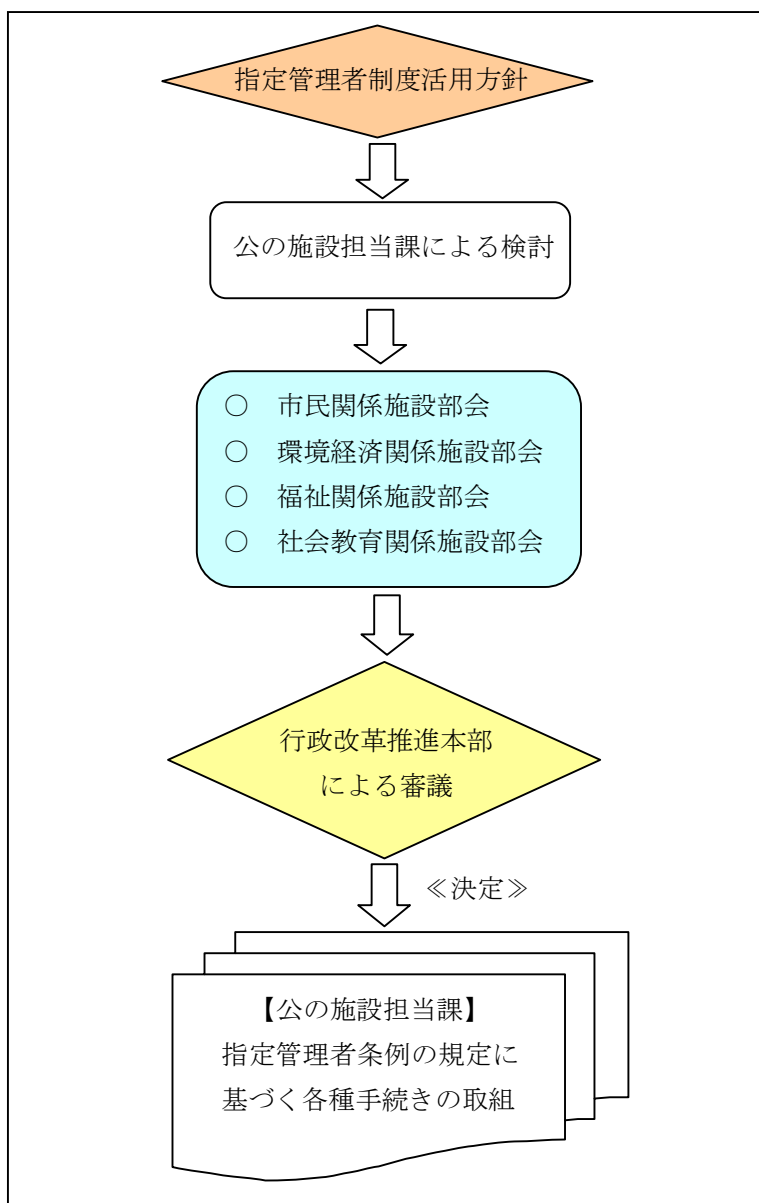 指定管理者制度活用方針
公の施設担当課による検討
○ 市民関係施設部会
○ 環境経済関係施設部会
○ 福祉関係施設部会
○ 社会教育関係施設部会
行政改革推進本部
による審議
≪決定≫
【公の施設担当課】
指定管理者条例の規定に
基づく各種手続きの取組